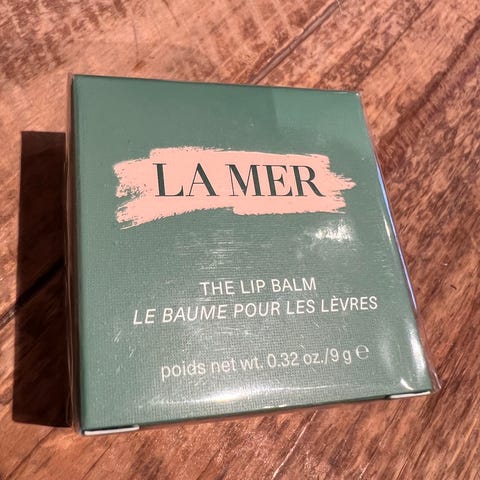 LA MER
THE LIP BALM
LE BAUME POUR LES LÈVRES
poids net wt. 0.32 oz./9 g ℮